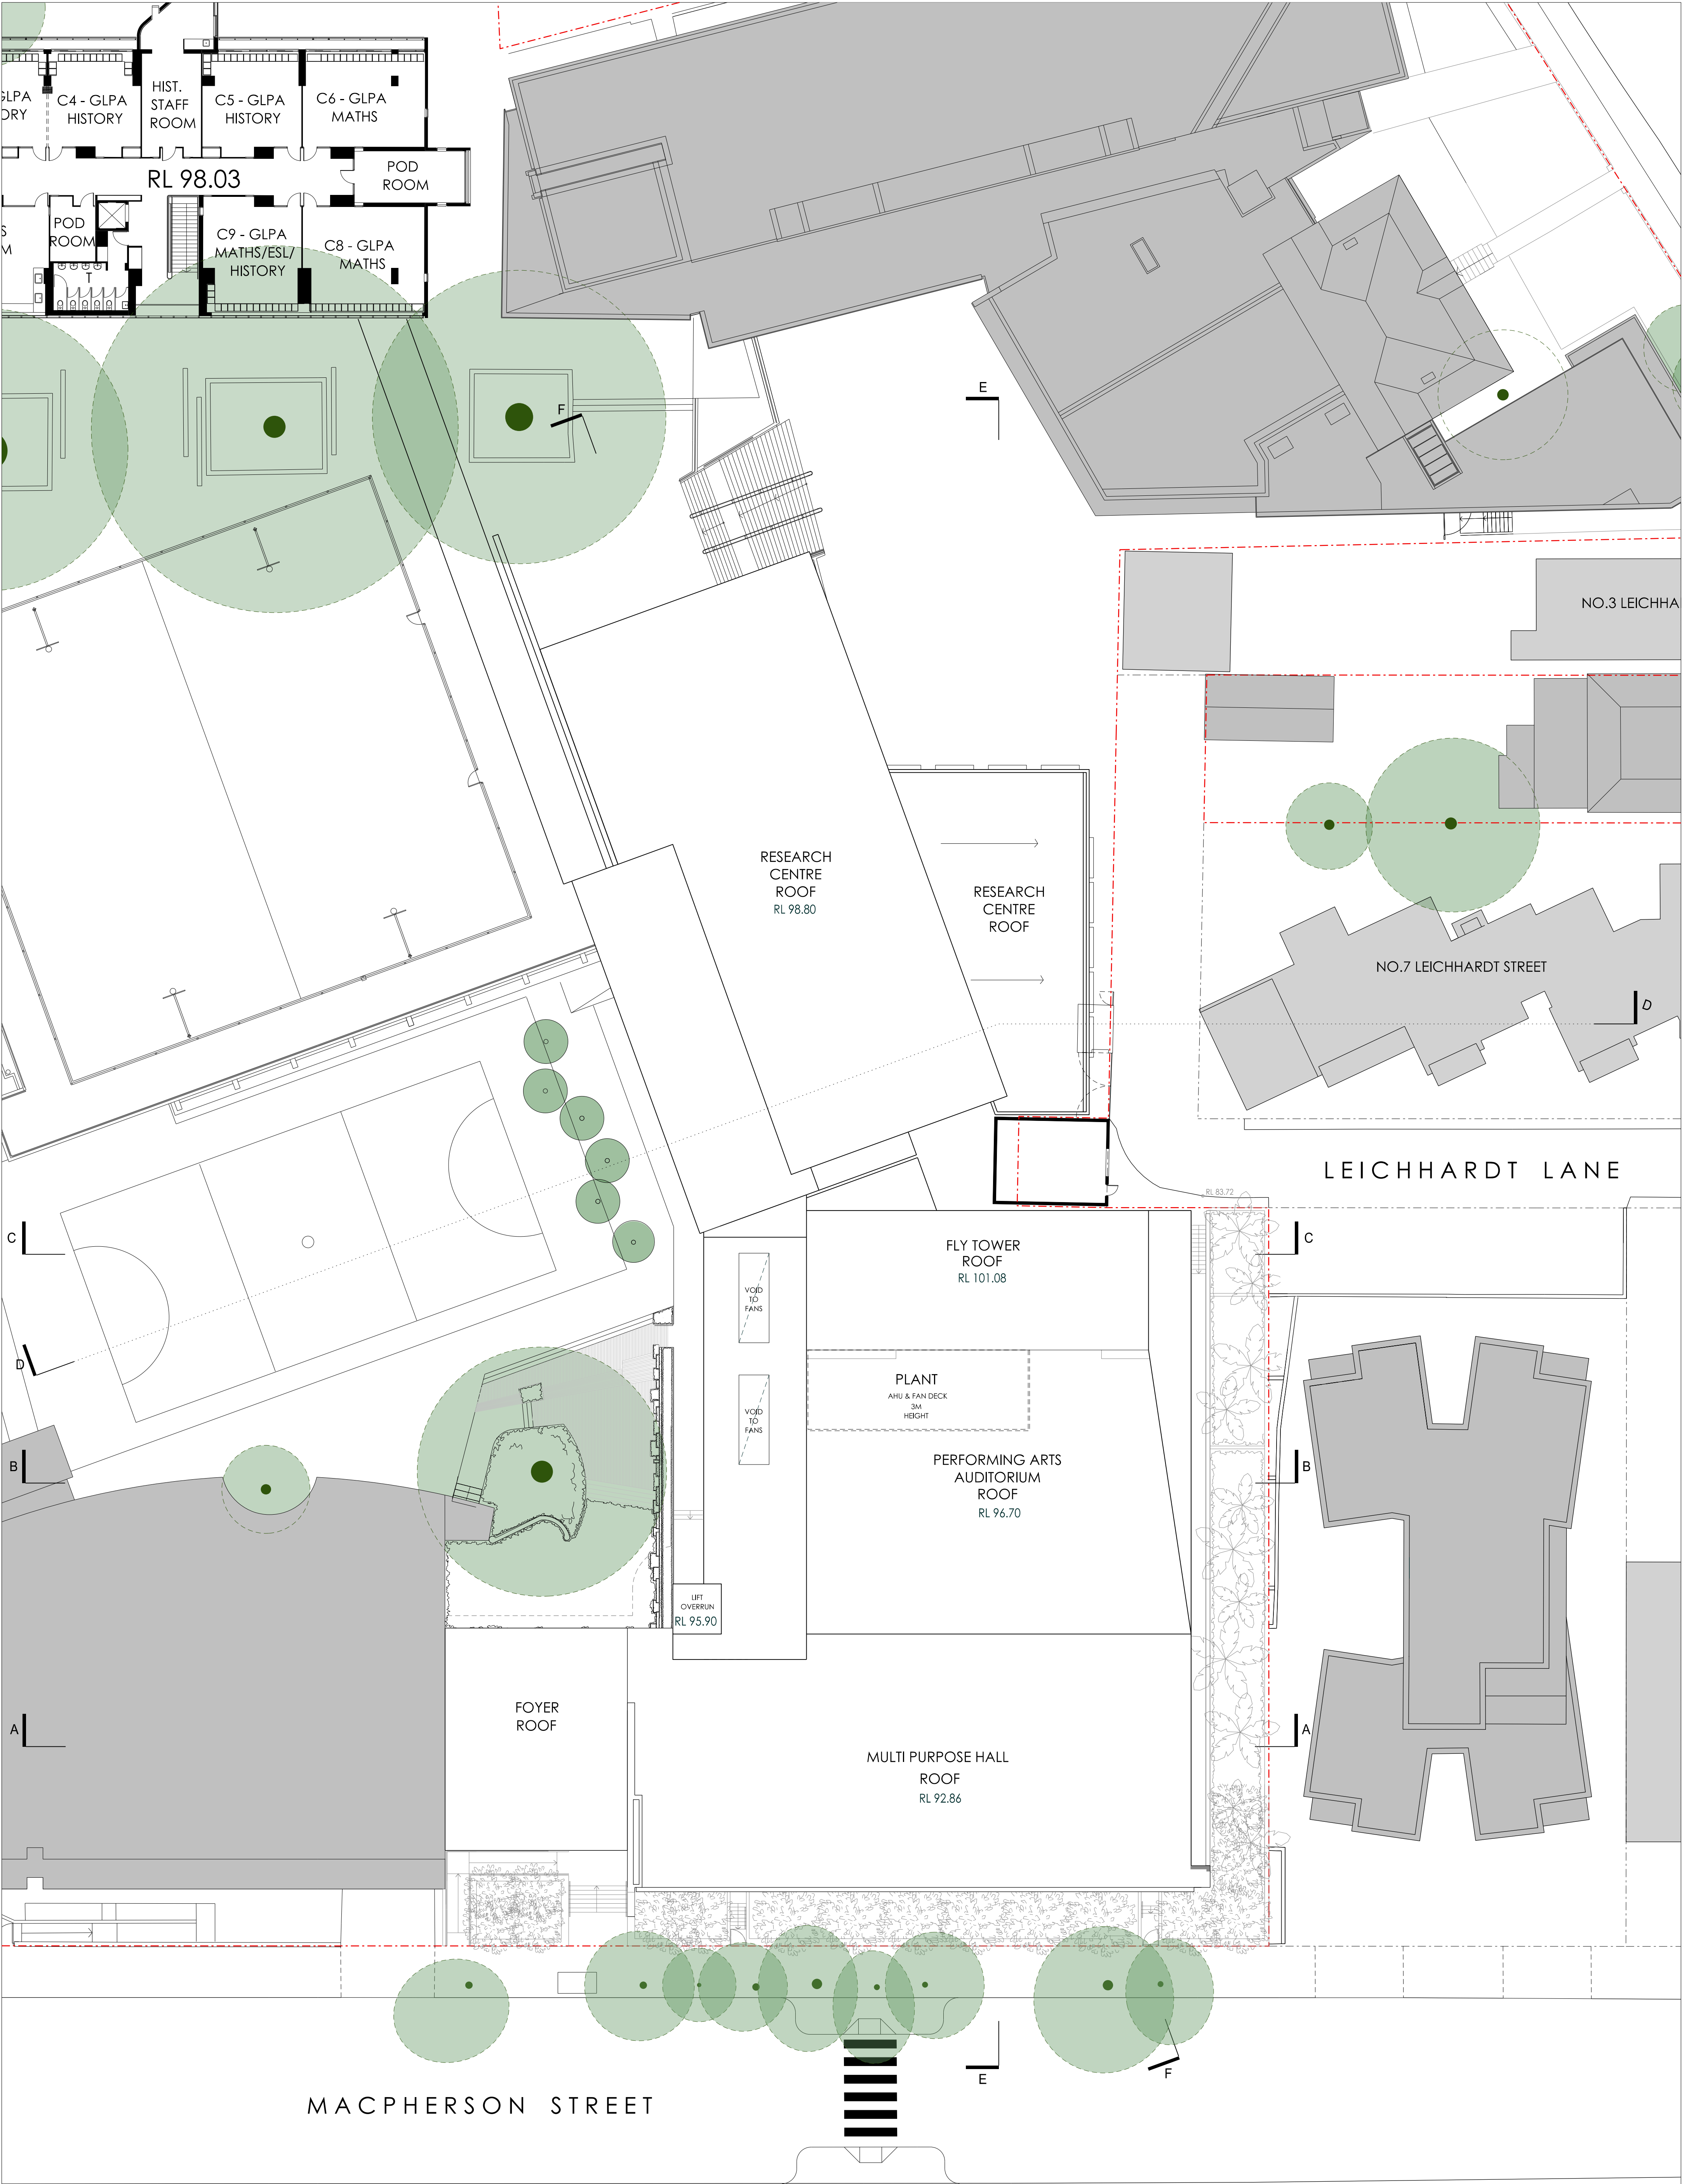 GLPA
ORY
C4 - GLPA
HISTORY
HIST.
STAFF
ROOM
C5 - GLPA
HISTORY
C6 - GLPA
MATHS
RL 98.03
POD
ROOM
S
M
POD
ROOM
T
C9 - GLPA
MATHS/ESL/
HISTORY
C8 - GLPA
MATHS
E
F
NO.3 LEICHHA
RESEARCH
CENTRE
ROOF
RL 98.80
RESEARCH
CENTRE
ROOF
NO.7 LEICHHARDT STREET
D
LEICHHARDT LANE
RL 83.72
C
C
FLY TOWER
ROOF
RL 101.08
VOID
TO
FANS
D
PLANT
AHU & FAN DECK
3M
HEIGHT
VOID
TO
FANS
B
B
PERFORMING ARTS
AUDITORIUM
ROOF
RL 96.70
LIFT
OVERRUN
RL 95.90
FOYER
ROOF
A
A
MULTI PURPOSE HALL
ROOF
RL 92.86
E
F
MACPHERSON STREET